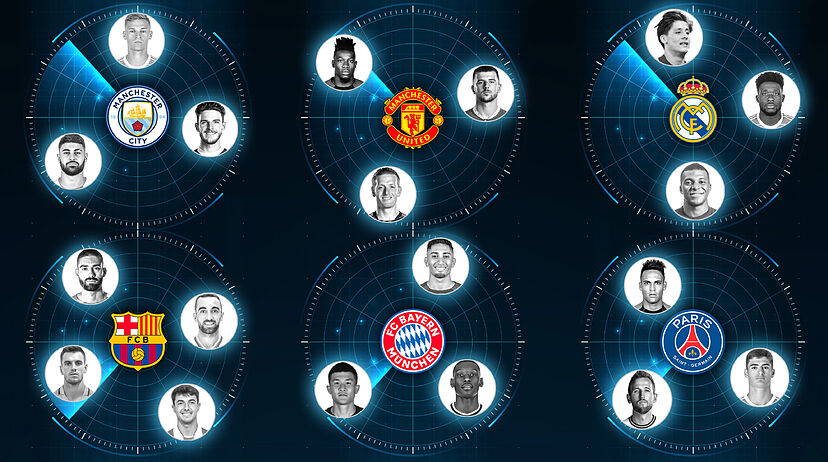 MANCHESTER
CITY
MANCHESTER
UNITED
FCB
FC BAYERN
MÜNCHEN
PARIS
SAINT-GERMAIN